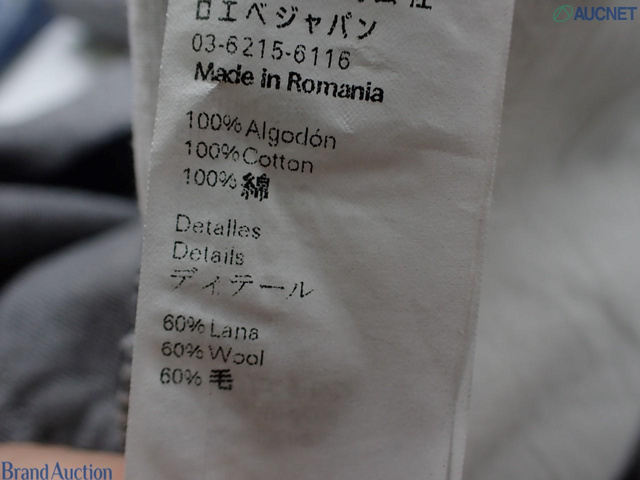 AUCNET
ロエベジャパン
03-6215-6116
Made in Romania
100% Algodón
100% Cotton
100% 綿
Detalles
Details
ディテール
60% Lana
60% Wool
60% 毛
Brand Auction